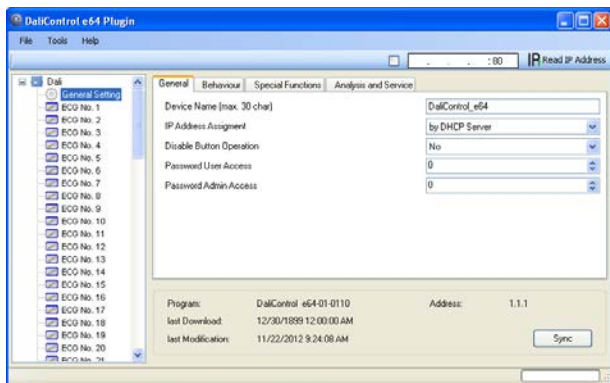 DaliControl e64 Plugin
File Tools Help
. . . :80 IP Read IP Address
Dali
General Setting
ECG No. 1
ECG No. 2
ECG No. 3
ECG No. 4
ECG No. 5
ECG No. 6
ECG No. 7
ECG No. 8
ECG No. 9
ECG No. 10
ECG No. 11
ECG No. 12
ECG No. 13
ECG No. 14
ECG No. 15
ECG No. 16
ECG No. 17
ECG No. 18
ECG No. 19
ECG No. 20
ECG No. 21
General Behaviour Special Functions Analysis and Service
Device Name (max. 30 char) DaliControl_e64
IP Address Assigment by DHCP Server
Disable Button Operation No
Password User Access 0
Password Admin Access 0
Program: DaliControl e64-01-0110 Address: 1.1.1
last Download: 12/30/1899 12:00:00 AM
last Modification: 11/22/2012 9:24:08 AM
Sync